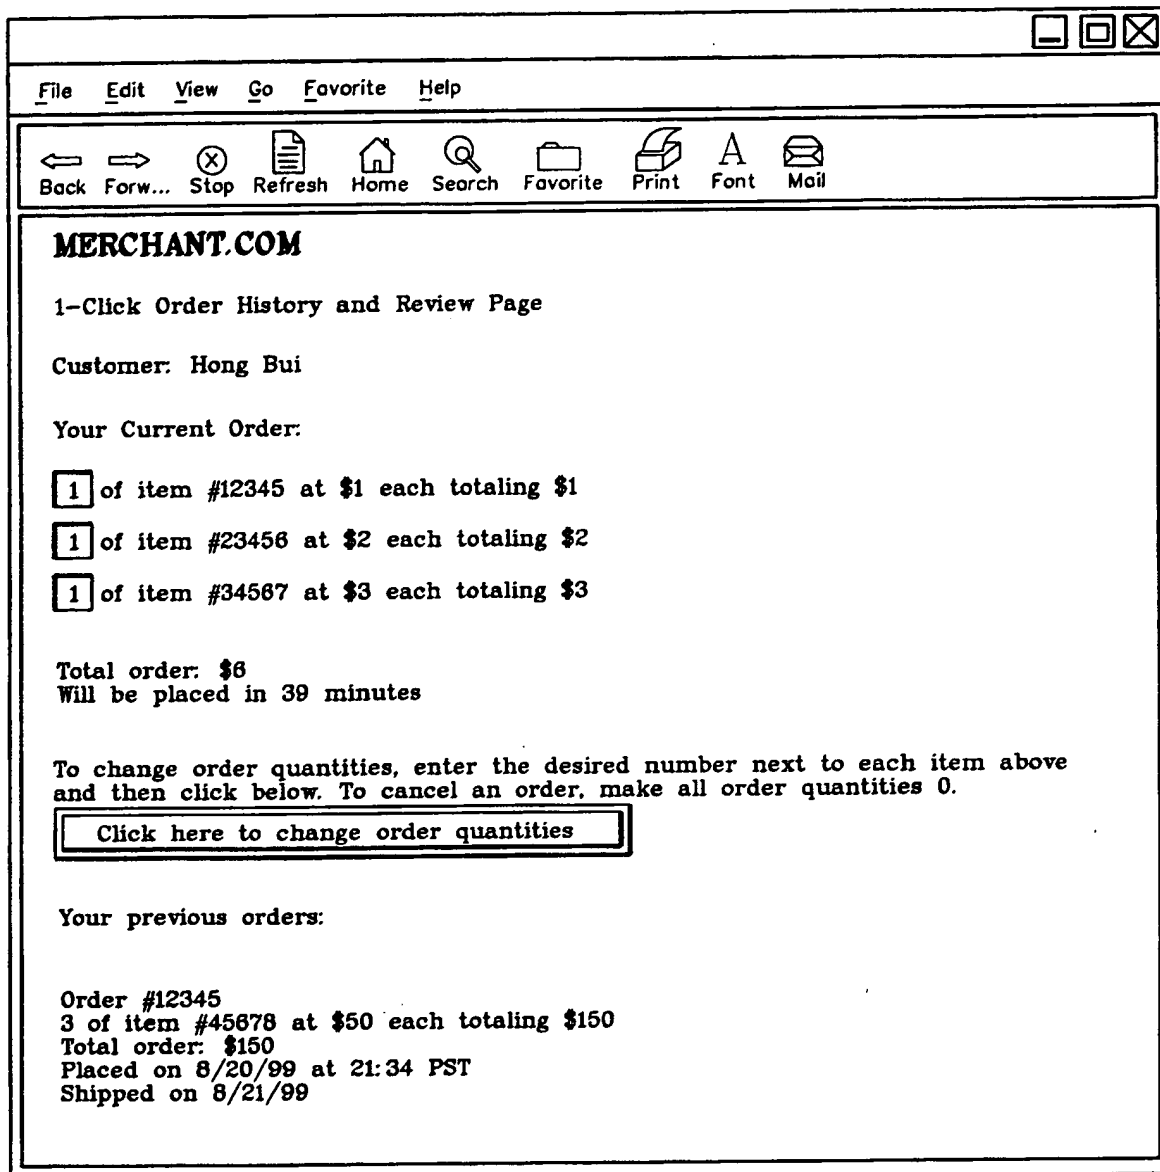 File Edit View Go Favorite Help
Back Forw... Stop Refresh Home Search Favorite Print Font Mail
MERCHANT.COM
1-Click Order History and Review Page
Customer: Hong Bui
Your Current Order:
1 of item #12345 at $1 each totaling $1
1 of item #23456 at $2 each totaling $2
1 of item #34567 at $3 each totaling $3
Total order: $6
Will be placed in 39 minutes
To change order quantities, enter the desired number next to each item above
and then click below. To cancel an order, make all order quantities 0.
Click here to change order quantities
Your previous orders:
Order #12345
3 of item #45678 at $50 each totaling $150
Total order: $150
Placed on 8/20/99 at 21:34 PST
Shipped on 8/21/99